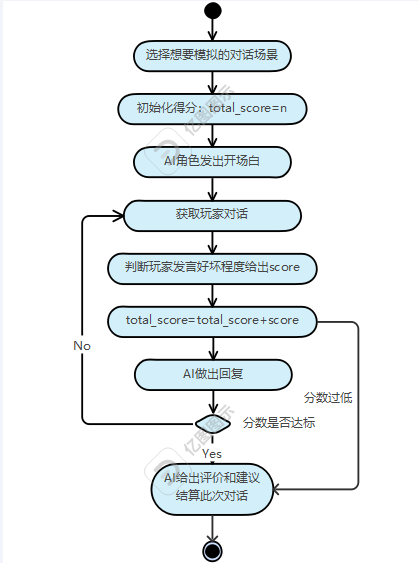 选择想要模拟的对话场景
初始化得分：total_score=n
AI角色发出开场白
获取玩家对话
判断玩家发言好坏程度给出score
total_score=total_score+score
No
AI做出回复
分数过低
分数是否达标
Yes
AI给出评价和建议
结算此次对话
亿图图示
亿图图示